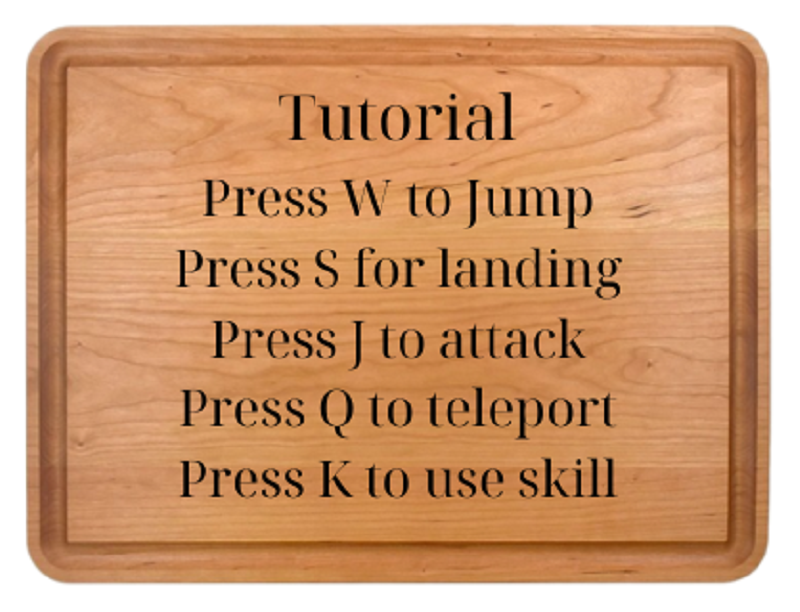 Tutorial
Press W to Jump
Press S for landing
Press J to attack
Press Q to teleport
Press K to use skill